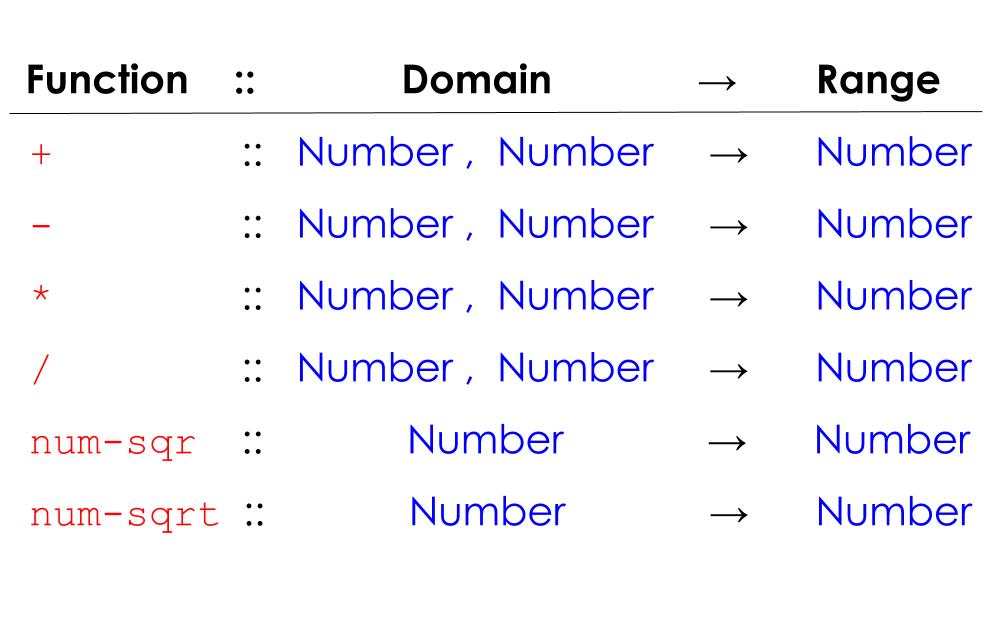 Function :: Domain → Range
+ :: Number , Number → Number
- :: Number , Number → Number
* :: Number , Number → Number
/ :: Number , Number → Number
num-sqr :: Number → Number
num-sqrt :: Number → Number